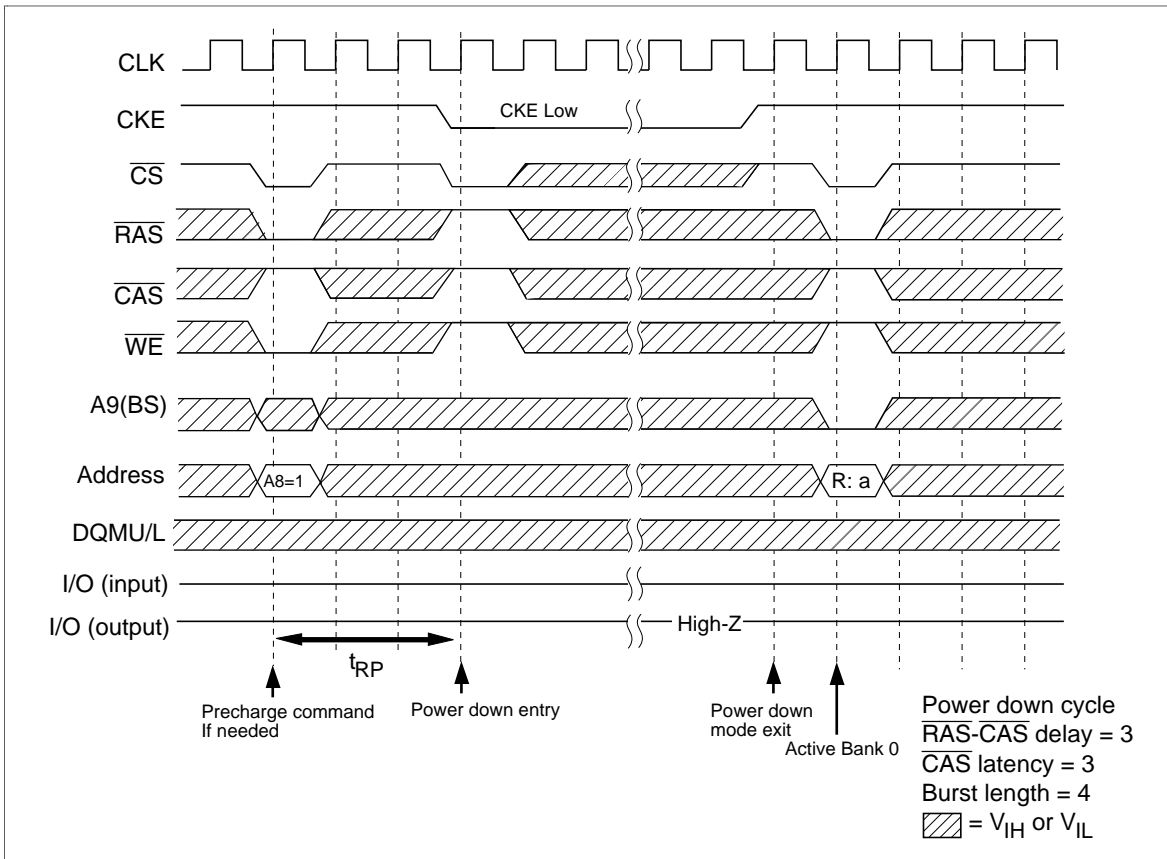 CLK
CKE
CKE Low
CS
RAS
CAS
WE
A9(BS)
Address
A8=1
R: a
DQMU/L
I/O (input)
I/O (output)
High-Z
tRP
Precharge command
If needed
Power down entry
Power down
mode exit
Active Bank 0
Power down cycle
RAS-CAS delay = 3
CAS latency = 3
Burst length = 4
= VIH or VIL